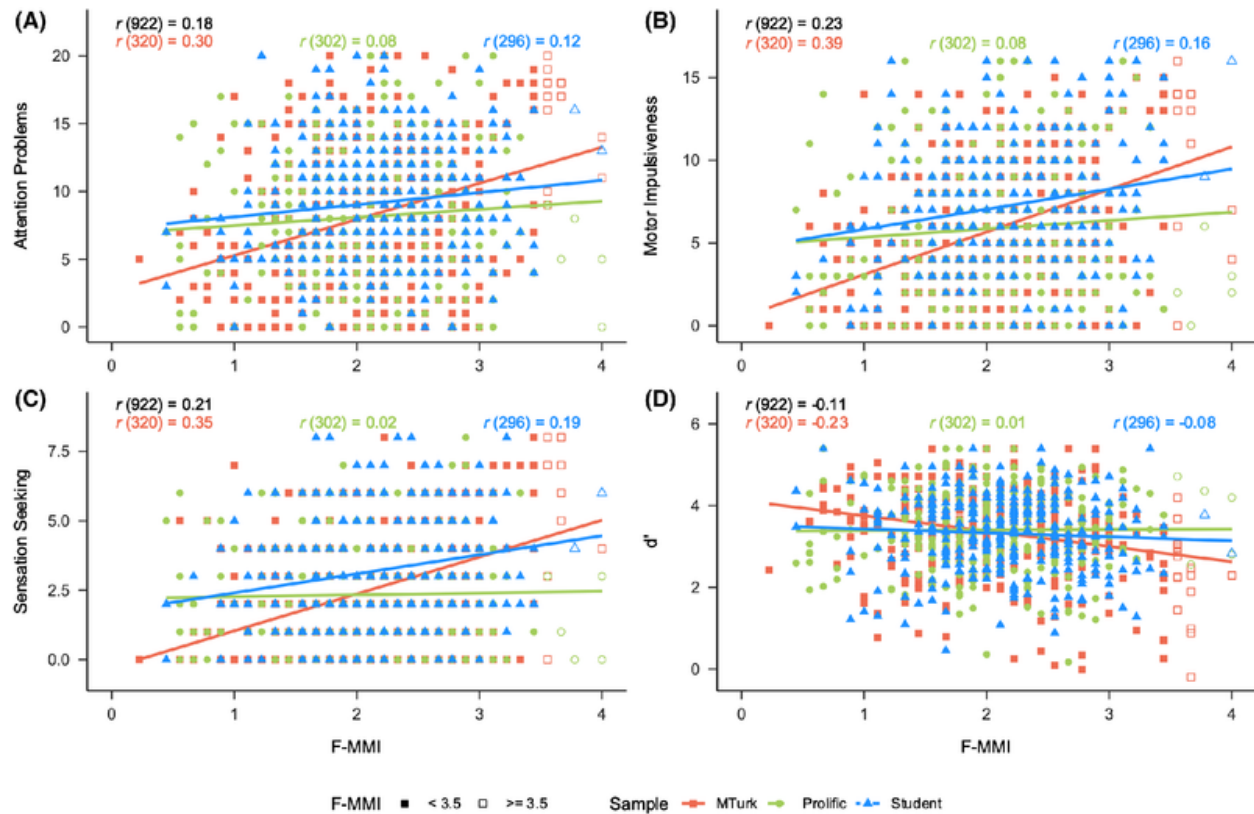 (A)
r (922) = 0.18
r (320) = 0.30 r (302) = 0.08 r (296) = 0.12
20
15
10
5
0
Attention Problems
0 1 2 3 4
(B)
r (922) = 0.23
r (320) = 0.39 r (302) = 0.08 r (296) = 0.16
15
10
5
0
Motor Impulsiveness
0 1 2 3 4
(C)
r (922) = 0.21
r (320) = 0.35 r (302) = 0.02 r (296) = 0.19
7.5
5.0
2.5
0.0
Sensation Seeking
0 1 2 3 4
F-MMI
(D)
r (922) = -0.11
r (320) = -0.23 r (302) = 0.01 r (296) = -0.08
6
4
2
0
d'
0 1 2 3 4
F-MMI
F-MMI < 3.5 >= 3.5 Sample MTurk Prolific Student